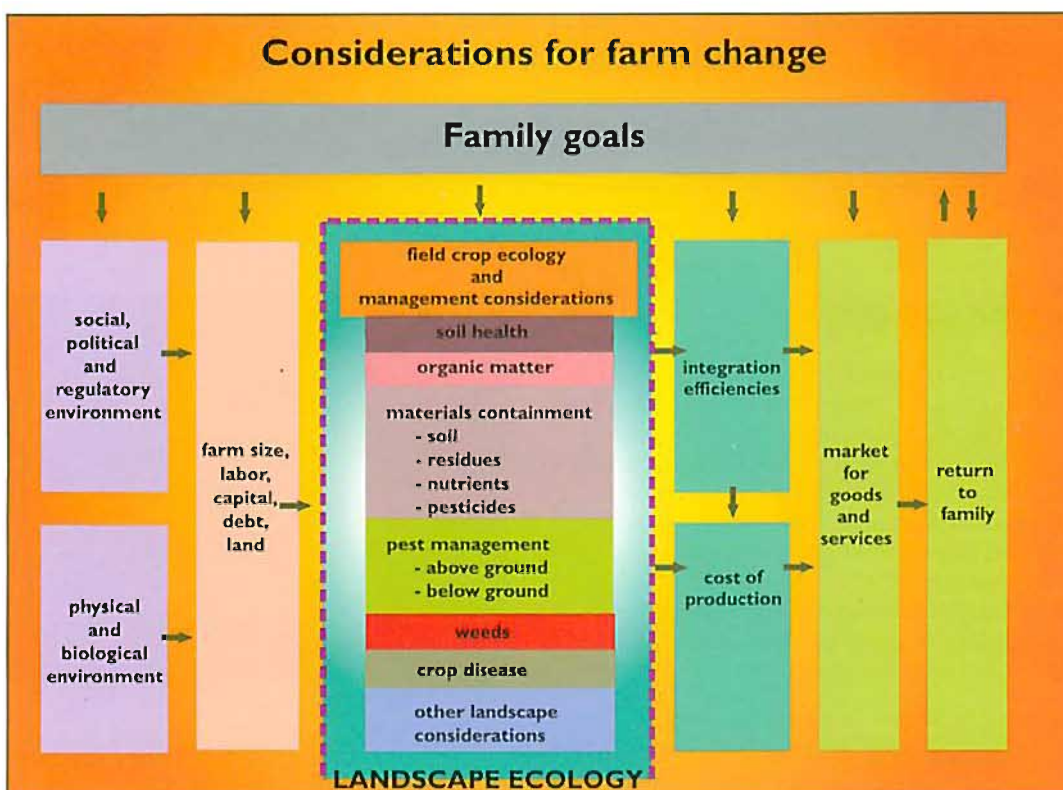 Considerations for farm change
Family goals
social,
political
and
regulatory
environment
physical
and
biological
environment
farm size,
labor,
capital,
debt,
land
field crop ecology
and
management considerations
soil health
organic matter
materials containment
- soil
- residues
- nutrients
- pesticides
pest management
- above ground
- below ground
weeds
crop disease
other landscape
considerations
LANDSCAPE ECOLOGY
integration
efficiencies
cost of
production
market
for
goods
and
services
return
to
family